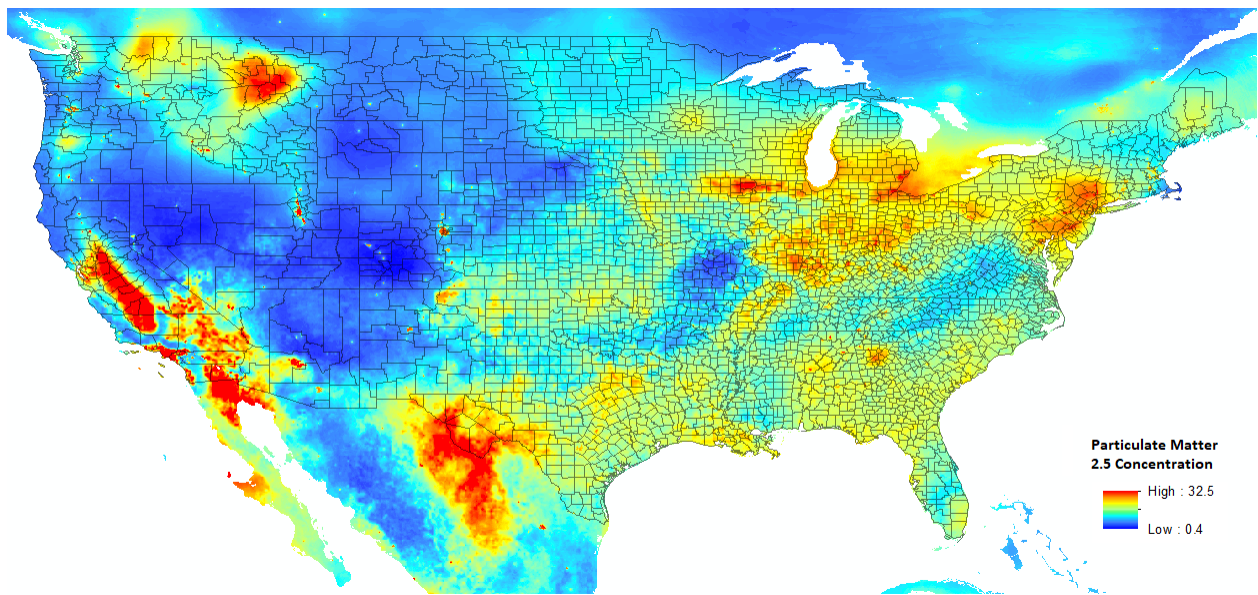 Particulate Matter
2.5 Concentration
High : 32.5
Low : 0.4